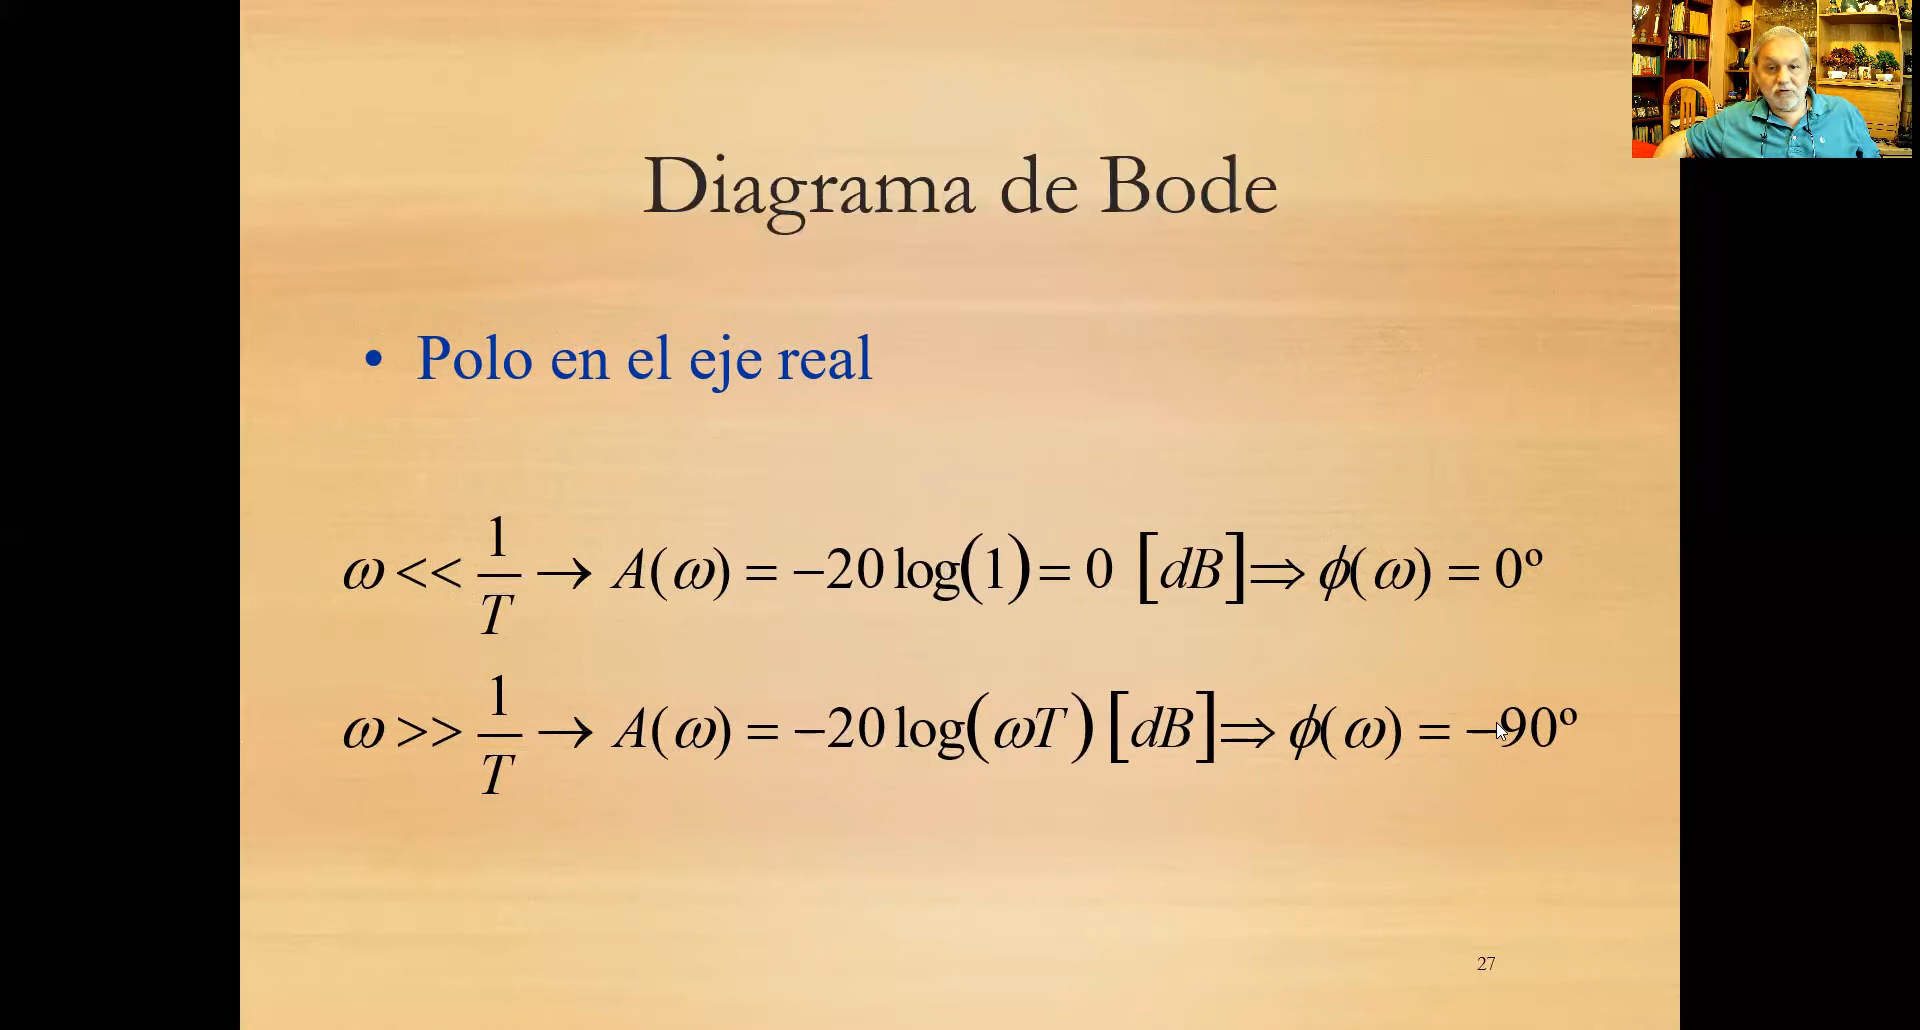 Diagrama de Bode
• Polo en el eje real
ω << 1/T → A(ω) = −20 log(1) = 0 [dB] ⇒ ϕ(ω) = 0º
ω >> 1/T → A(ω) = −20 log(ωT) [dB] ⇒ ϕ(ω) = −90º
27